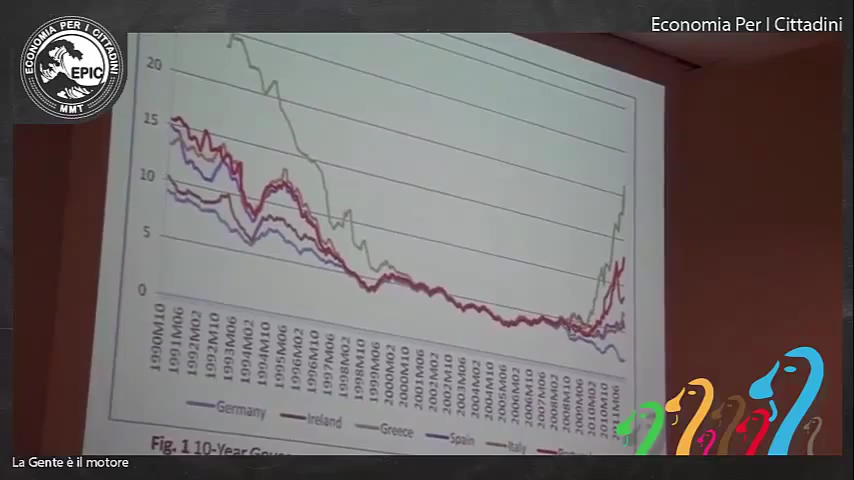 Economia Per I Cittadini
ECONOMIA PER I CITTADINI
EPIC
MMT
20
15
10
5
0
1990M10
1991M06
1992M02
1992M10
1993M06
1994M02
1994M10
1995M06
1996M02
1996M10
1997M06
1998M02
1998M10
1999M06
2000M02
2000M10
2001M06
2002M02
2002M10
2003M06
2004M02
2004M10
2005M06
2006M02
2006M10
2007M06
2008M02
2008M10
2009M06
2010M02
2010M10
2011M06
Germany Ireland Greece Spain Italy
Fig. 1 10-Year
La Gente è il motore